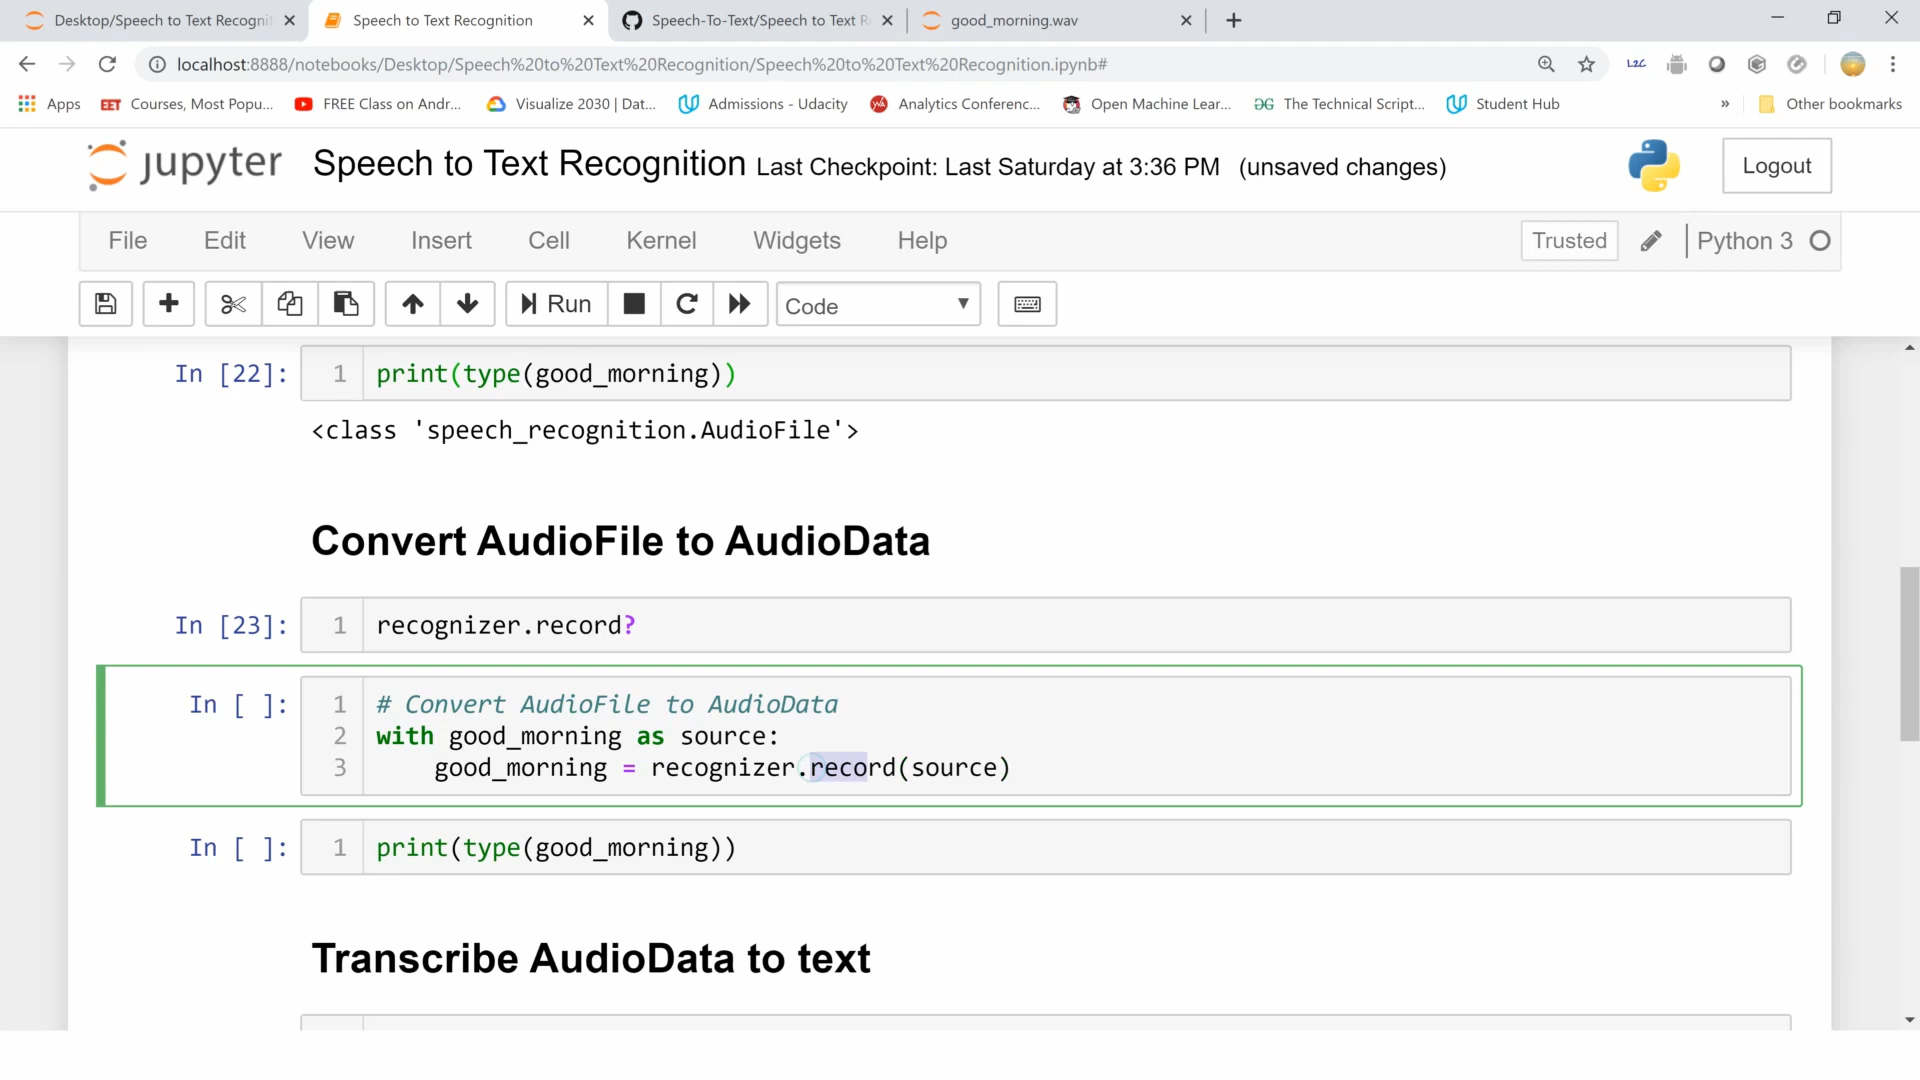 Desktop/Speech to Text Recognit
Speech to Text Recognition
Speech-To-Text/Speech to Text R
good_morning.wav
localhost:8888/notebooks/Desktop/Speech%20to%20Text%20Recognition/Speech%20to%20Text%20Recognition.ipynb#
L2C
Apps
EET Courses, Most Popu...
FREE Class on Andr...
Visualize 2030 | Dat...
Admissions - Udacity
Analytics Conferenc...
Open Machine Lear...
The Technical Script...
Student Hub
»
Other bookmarks
jupyter Speech to Text Recognition Last Checkpoint: Last Saturday at 3:36 PM (unsaved changes)
Logout
File Edit View Insert Cell Kernel Widgets Help
Trusted
Python 3
Run
Code
In [22]: 1 print(type(good_morning))
<class 'speech_recognition.AudioFile'>
Convert AudioFile to AudioData
In [23]: 1 recognizer.record?
In [ ]: 1 # Convert AudioFile to AudioData
2 with good_morning as source:
3 good_morning = recognizer.record(source)
In [ ]: 1 print(type(good_morning))
Transcribe AudioData to text